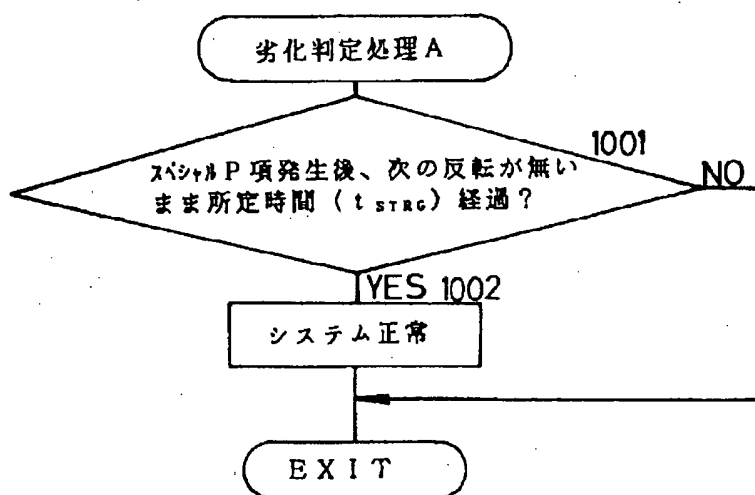 劣化判定処理A
1001
スペシャルP項発生後、次の反転が無い
まま所定時間(tSTRG)経過?
NO
YES 1002
システム正常
EXIT